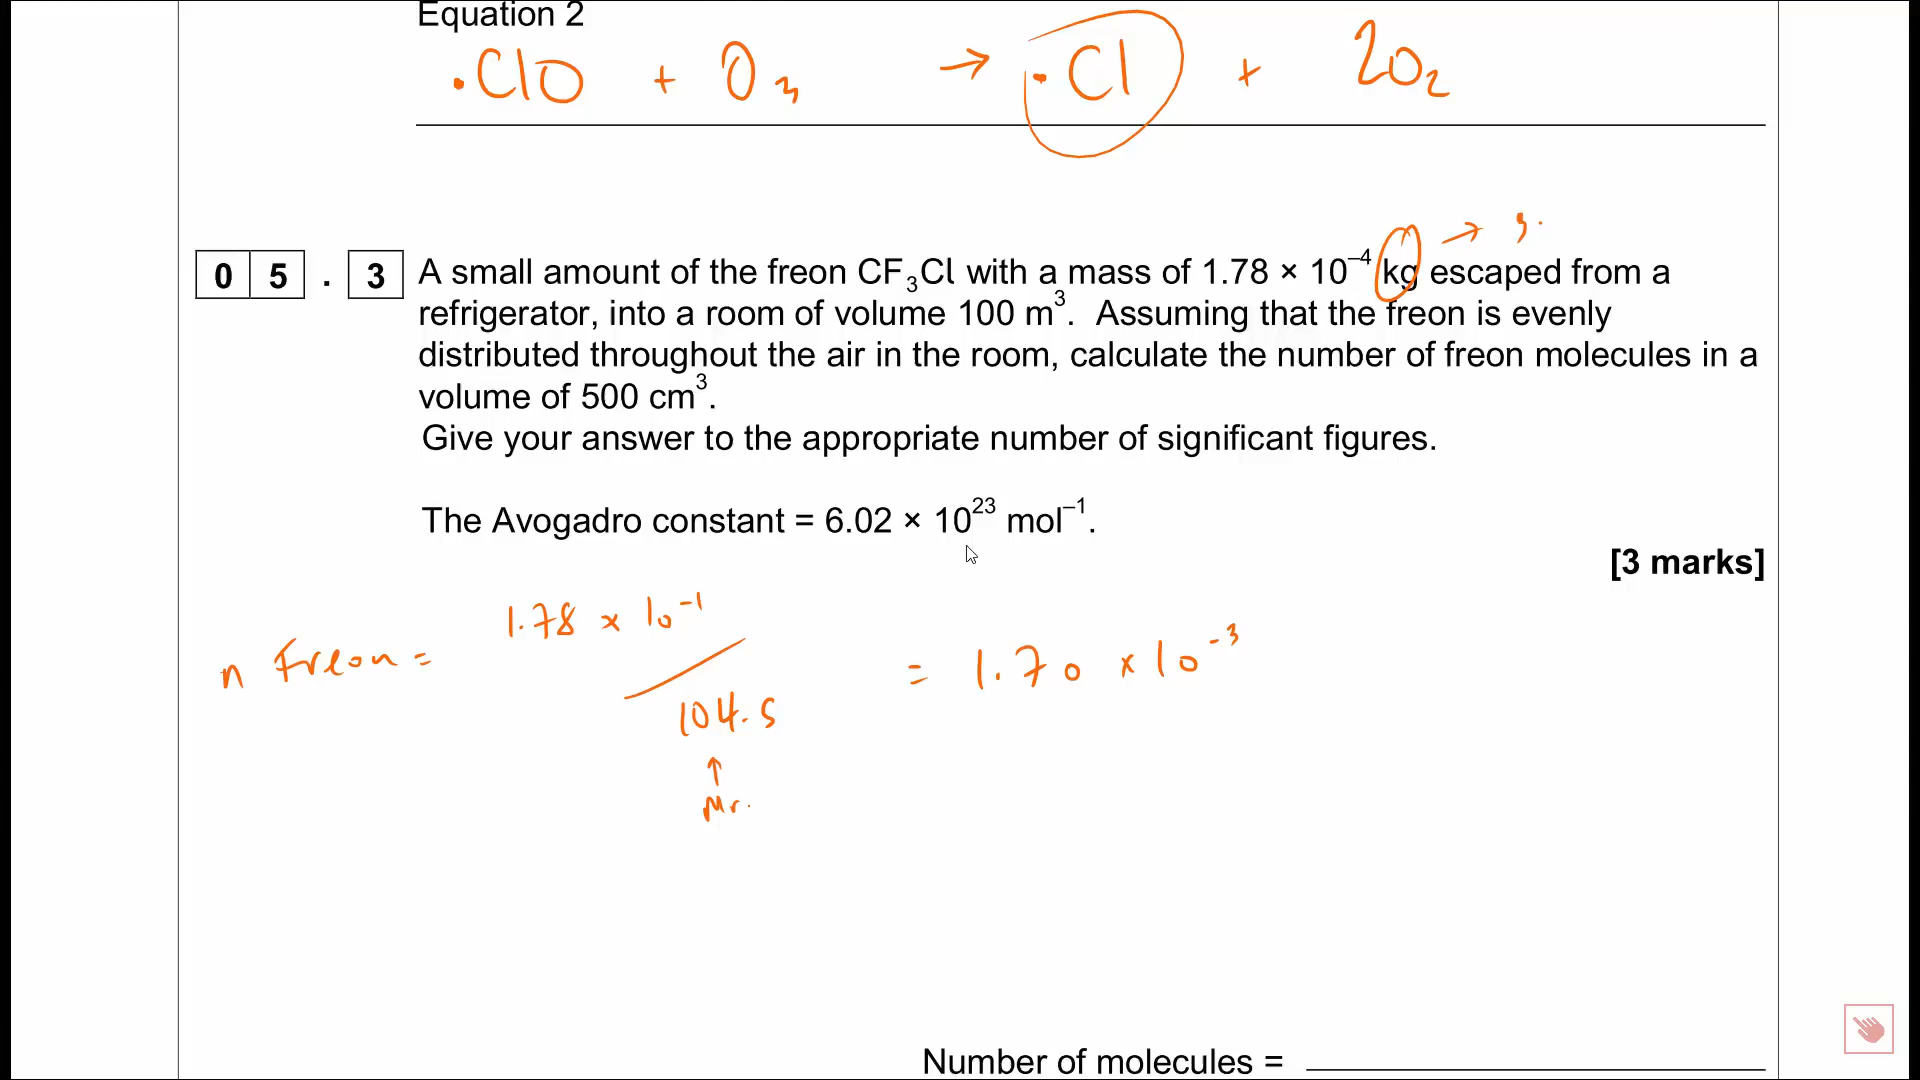 Equation 2
·ClO + O₃ → ·Cl + 2O₂
→ g.
0 5 . 3 A small amount of the freon CF₃Cl with a mass of 1.78 × 10⁻⁴ kg escaped from a
refrigerator, into a room of volume 100 m³. Assuming that the freon is evenly
distributed throughout the air in the room, calculate the number of freon molecules in a
volume of 500 cm³.
Give your answer to the appropriate number of significant figures.
The Avogadro constant = 6.02 × 10²³ mol⁻¹.
[3 marks]
1.78 × 10⁻¹
n Freon = / = 1.70 × 10⁻³
104.5
↑
Mr.
Number of molecules =